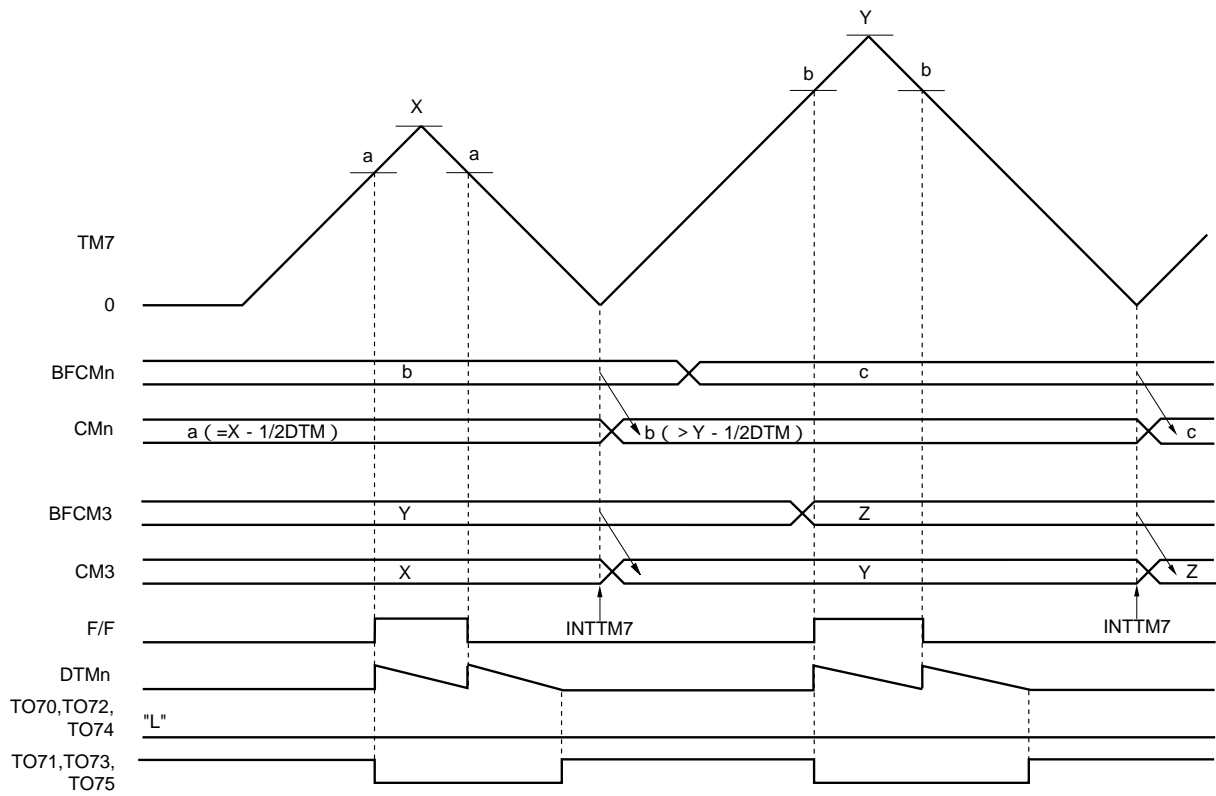 Y
b b
X
a a
TM7
0
BFCMn b c
CMn a ( =X - 1/2DTM ) b ( > Y - 1/2DTM ) c
BFCM3 Y Z
CM3 X Y Z
F/F INTTM7 INTTM7
DTMn
TO70,TO72,
TO74 "L"
TO71,TO73,
TO75